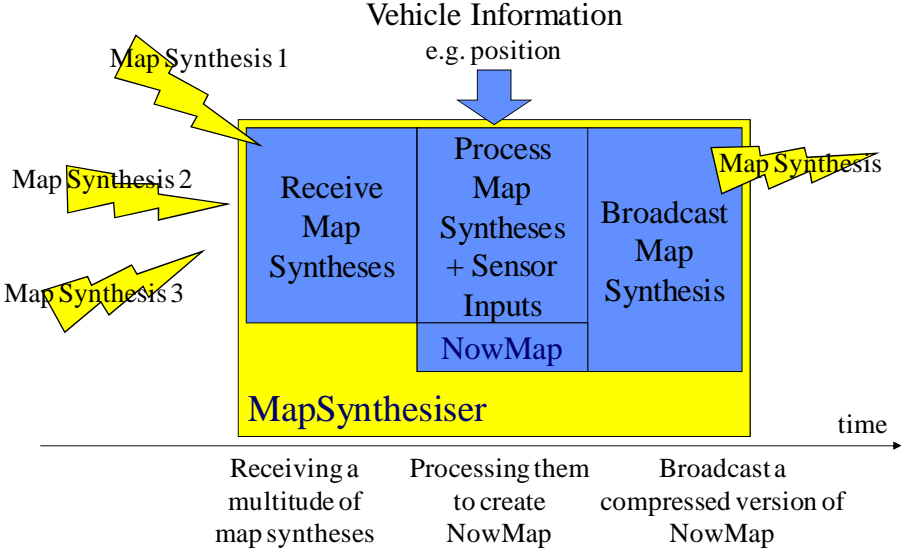 Vehicle Information
e.g. position
Map Synthesis 1
Map Synthesis 2
Map Synthesis 3
Receive
Map
Syntheses
Process
Map
Syntheses
+ Sensor
Inputs
NowMap
Broadcast
Map
Synthesis
Map Synthesis
MapSynthesiser
time
Receiving a
multitude of
map syntheses
Processing them
to create
NowMap
Broadcast a
compressed version of
NowMap